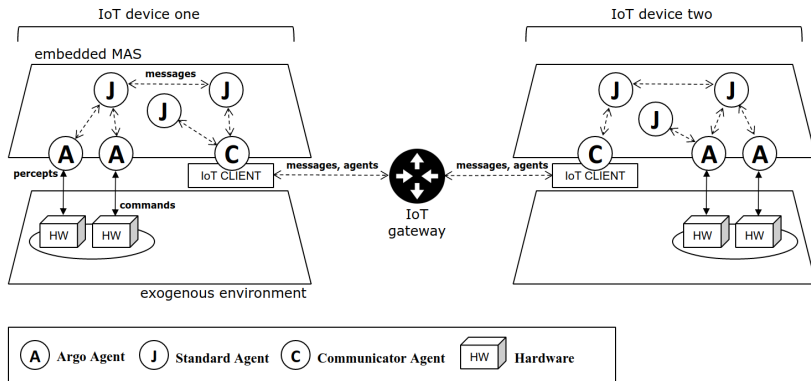 IoT device one
IoT device two
embedded MAS
messages
J
J
J
J
J
J
A
A
C
C
A
A
percepts
IoT CLIENT
messages, agents
messages, agents
IoT CLIENT
commands
IoT
gateway
HW
HW
HW
HW
exogenous environment
A Argo Agent
J Standard Agent
C Communicator Agent
HW Hardware